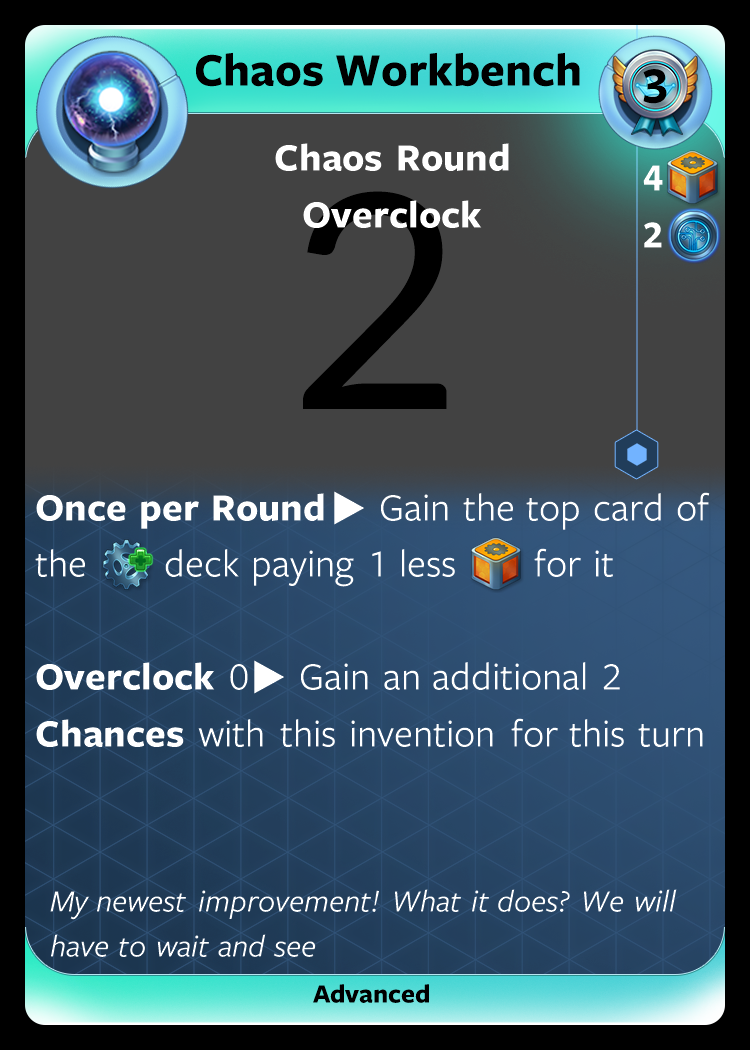 Chaos Workbench
3
Chaos Round
4
Overclock
2
2
Once per Round▶ Gain the top card of
the deck paying 1 less for it
Overclock 0▶ Gain an additional 2
Chances with this invention for this turn
My newest improvement! What it does? We will
have to wait and see
Advanced